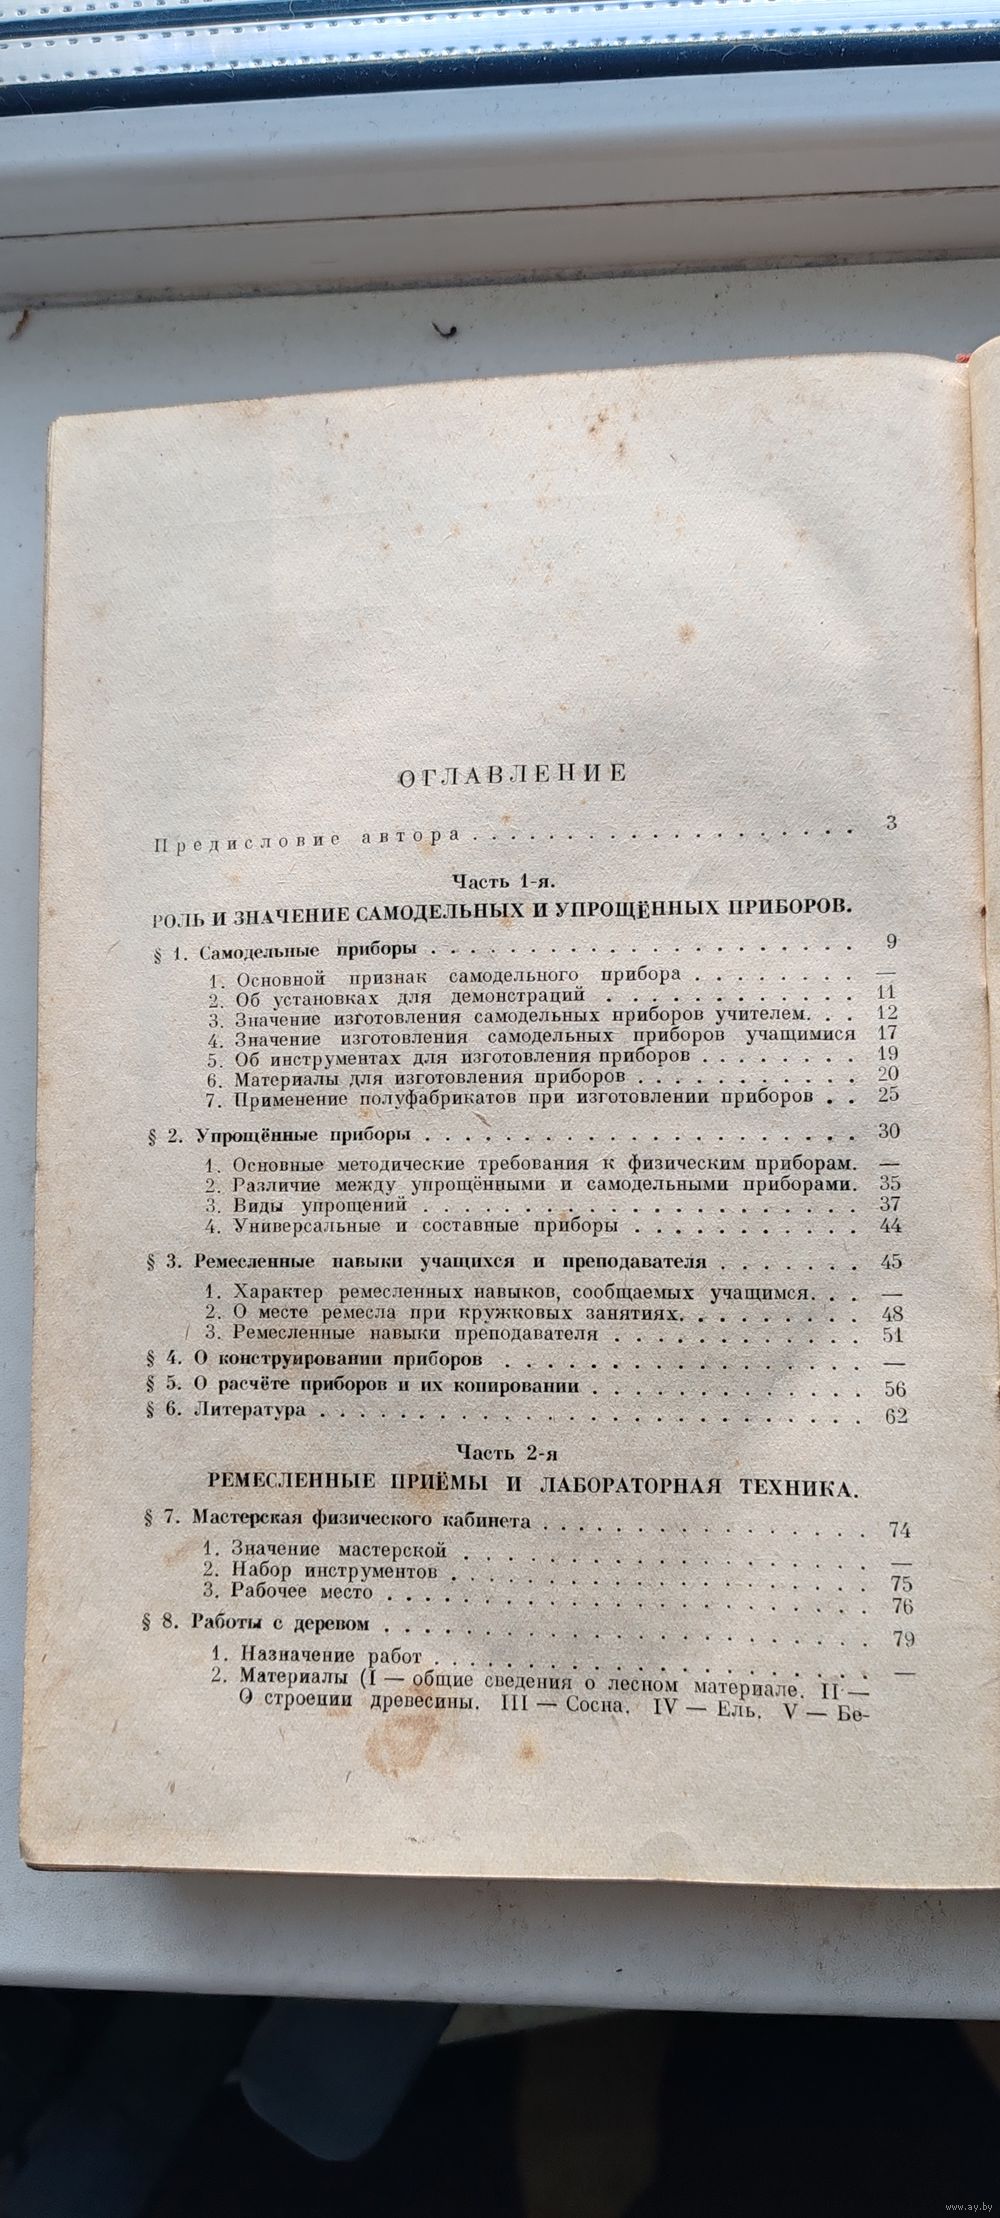 ОГЛАВЛЕНИЕ
Предисловие автора . . . . . . . . . . . . . . . . . . . 3
Часть 1-я.
РОЛЬ И ЗНАЧЕНИЕ САМОДЕЛЬНЫХ И УПРОЩЁННЫХ ПРИБОРОВ.
§ 1. Самодельные приборы . . . . . . . . . . . . . . . . . . . . 9
1. Основной признак самодельного прибора . . . . . . . . —
2. Об установках для демонстраций . . . . . . . . . . . . 11
3. Значение изготовления самодельных приборов учителем. . . 12
4. Значение изготовления самодельных приборов учащимися 17
5. Об инструментах для изготовления приборов . . . . . . . . 19
6. Материалы для изготовления приборов . . . . . . . . . . . 20
7. Применение полуфабрикатов при изготовлении приборов . . 25
§ 2. Упрощённые приборы . . . . . . . . . . . . . . . . . . . . . 30
1. Основные методические требования к физическим приборам. —
2. Различие между упрощёнными и самодельными приборами. 35
3. Виды упрощений . . . . . . . . . . . . . . . . . . . . . 37
4. Универсальные и составные приборы . . . . . . . . . . . 44
§ 3. Ремесленные навыки учащихся и преподавателя . . . . . . . 45
1. Характер ремесленных навыков, сообщаемых учащимся. . . —
2. О месте ремесла при кружковых занятиях. . . . . . . . . 48
3. Ремесленные навыки преподавателя . . . . . . . . . . . . 51
§ 4. О конструировании приборов . . . . . . . . . . . . . . . . . —
§ 5. О расчёте приборов и их копировании . . . . . . . . . . . . . 56
§ 6. Литература . . . . . . . . . . . . . . . . . . . . . . . . . . 62
Часть 2-я
РЕМЕСЛЕННЫЕ ПРИЁМЫ И ЛАБОРАТОРНАЯ ТЕХНИКА.
§ 7. Мастерская физического кабинета . . . . . . . . . . . . . . . 74
1. Значение мастерской . . . . . . . . . . . . . . . . . . . —
2. Набор инструментов . . . . . . . . . . . . . . . . . . . 75
3. Рабочее место . . . . . . . . . . . . . . . . . . . . . . 76
§ 8. Работы с деревом . . . . . . . . . . . . . . . . . . . . . . . 79
1. Назначение работ . . . . . . . . . . . . . . . . . . . . . —
2. Материалы (I — общие сведения о лесном материале. II —
О строении древесины. III — Сосна. IV — Ель. V — Бе-
www.ay.by